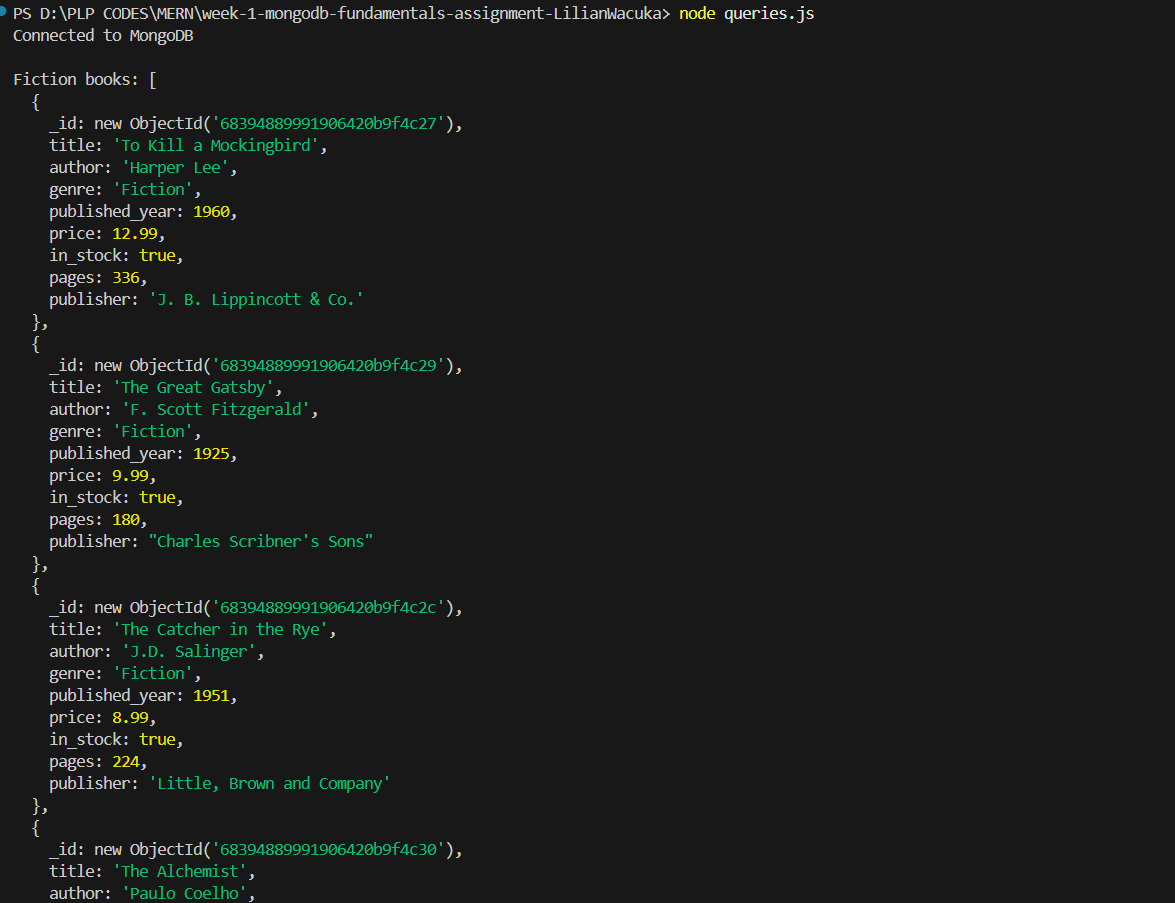 PS D:\PLP CODES\MERN\week-1-mongodb-fundamentals-assignment-LilianWacuka> node queries.js
Connected to MongoDB
Fiction books: [
  {
    _id: new ObjectId('68394889991906420b9f4c27'),
    title: 'To Kill a Mockingbird',
    author: 'Harper Lee',
    genre: 'Fiction',
    published_year: 1960,
    price: 12.99,
    in_stock: true,
    pages: 336,
    publisher: 'J. B. Lippincott & Co.'
  },
  {
    _id: new ObjectId('68394889991906420b9f4c29'),
    title: 'The Great Gatsby',
    author: 'F. Scott Fitzgerald',
    genre: 'Fiction',
    published_year: 1925,
    price: 9.99,
    in_stock: true,
    pages: 180,
    publisher: "Charles Scribner's Sons"
  },
  {
    _id: new ObjectId('68394889991906420b9f4c2c'),
    title: 'The Catcher in the Rye',
    author: 'J.D. Salinger',
    genre: 'Fiction',
    published_year: 1951,
    price: 8.99,
    in_stock: true,
    pages: 224,
    publisher: 'Little, Brown and Company'
  },
  {
    _id: new ObjectId('68394889991906420b9f4c30'),
    title: 'The Alchemist',
    author: 'Paulo Coelho',